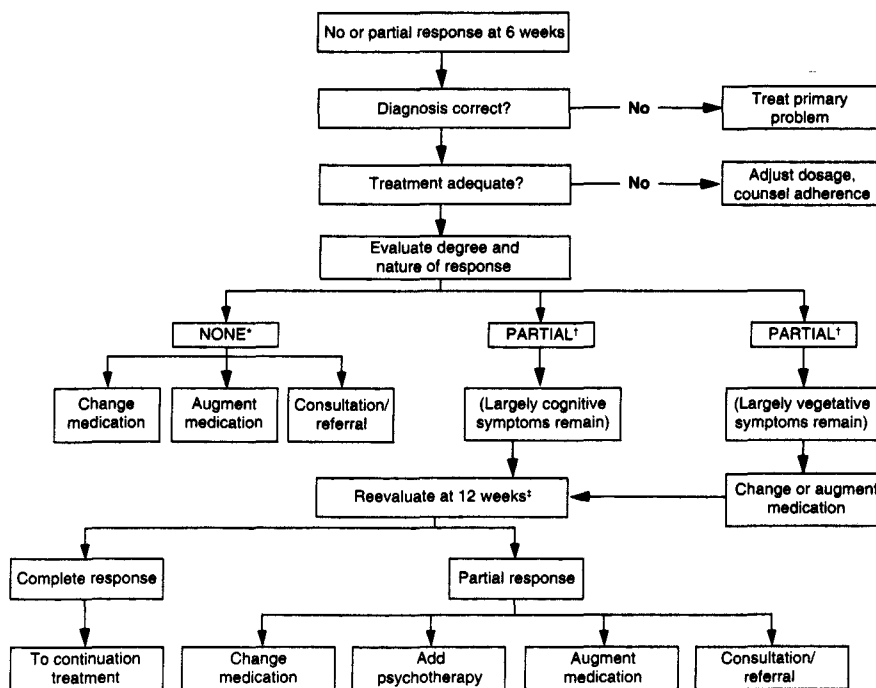 No or partial response at 6 weeks
Diagnosis correct?
No
Treat primary
problem
Treatment adequate?
No
Adjust dosage,
counsel adherence
Evaluate degree and
nature of response
NONE*
PARTIAL†
PARTIAL†
Change
medication
Augment
medication
Consultation/
referral
(Largely cognitive
symptoms remain)
(Largely vegetative
symptoms remain)
Reevaluate at 12 weeks‡
Change or augment
medication
Complete response
Partial response
To continuation
treatment
Change
medication
Add
psychotherapy
Augment
medication
Consultation/
referral